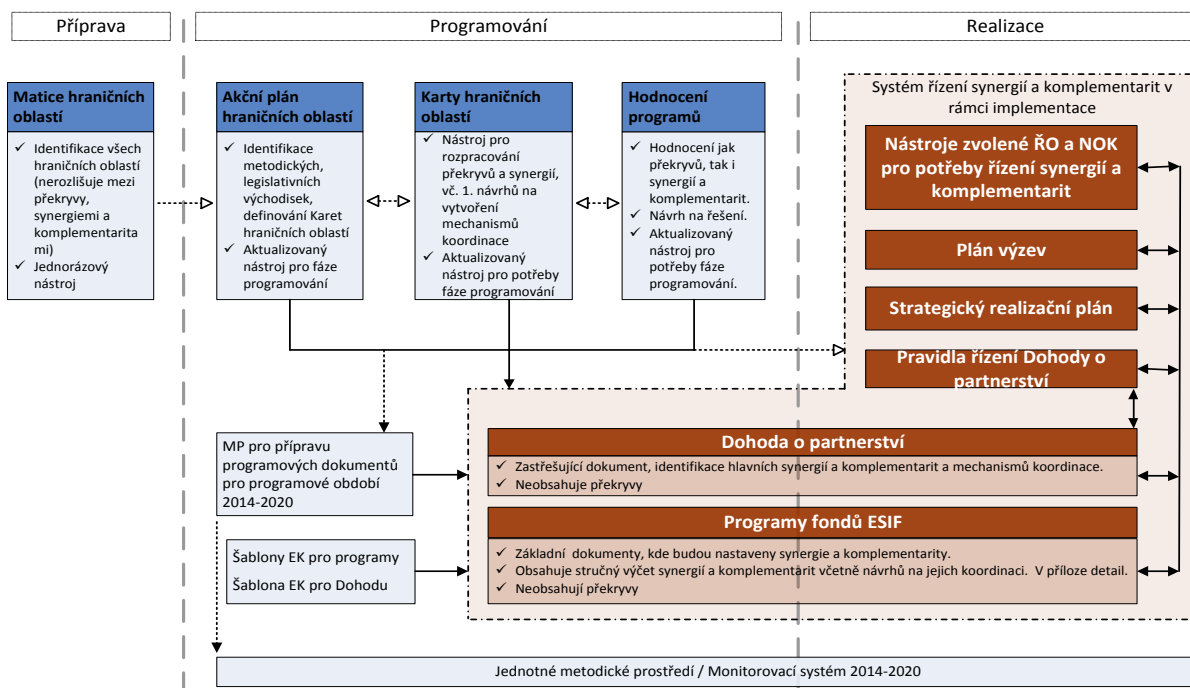 Příprava
Programování
Realizace
Matice hraničních
oblastí
✓ Identifikace všech
hraničních oblastí
(nerozlišuje mezi
překryvy,
synergiemi a
komplementarita
mi)
✓ Jednorázový
nástroj
Akční plán
hraničních oblastí
✓ Identifikace
metodických,
legislativních
východisek,
definování Karet
hraničních oblastí
✓ Aktualizovaný
nástroj pro fáze
programování
Karty hraničních
oblastí
✓ Nástroj pro
rozpracování
překryvů a synergií,
vč. 1. návrhů na
vytvoření
mechanismů
koordinace
✓ Aktualizovaný
nástroj pro potřeby
fáze programování
Hodnocení
programů
✓ Hodnocení jak
překryvů, tak i
synergií a
komplementarit.
✓ Návrh na řešení.
✓ Aktualizovaný
nástroj pro
potřeby fáze
programování.
Systém řízení synergií a komplementarit v
rámci implementace
Nástroje zvolené ŘO a NOK
pro potřeby řízení synergií a
komplementarit
Plán výzev
Strategický realizační plán
Pravidla řízení Dohody o
partnerství
MP pro přípravu
programových dokumentů
pro programové období
2014-2020
Dohoda o partnerství
✓ Zastřešující dokument, identifikace hlavních synergií a komplementarit a mechanismů koordinace.
✓ Neobsahuje překryvy
Šablony EK pro programy
Šablona EK pro Dohodu
Programy fondů ESIF
✓ Základní dokumenty, kde budou nastaveny synergie a komplementarity.
✓ Obsahuje stručný výčet synergií a komplementarit včetně návrhů na jejich koordinaci. V příloze detail.
✓ Neobsahují překryvy
Jednotné metodické prostředí / Monitorovací systém 2014-2020